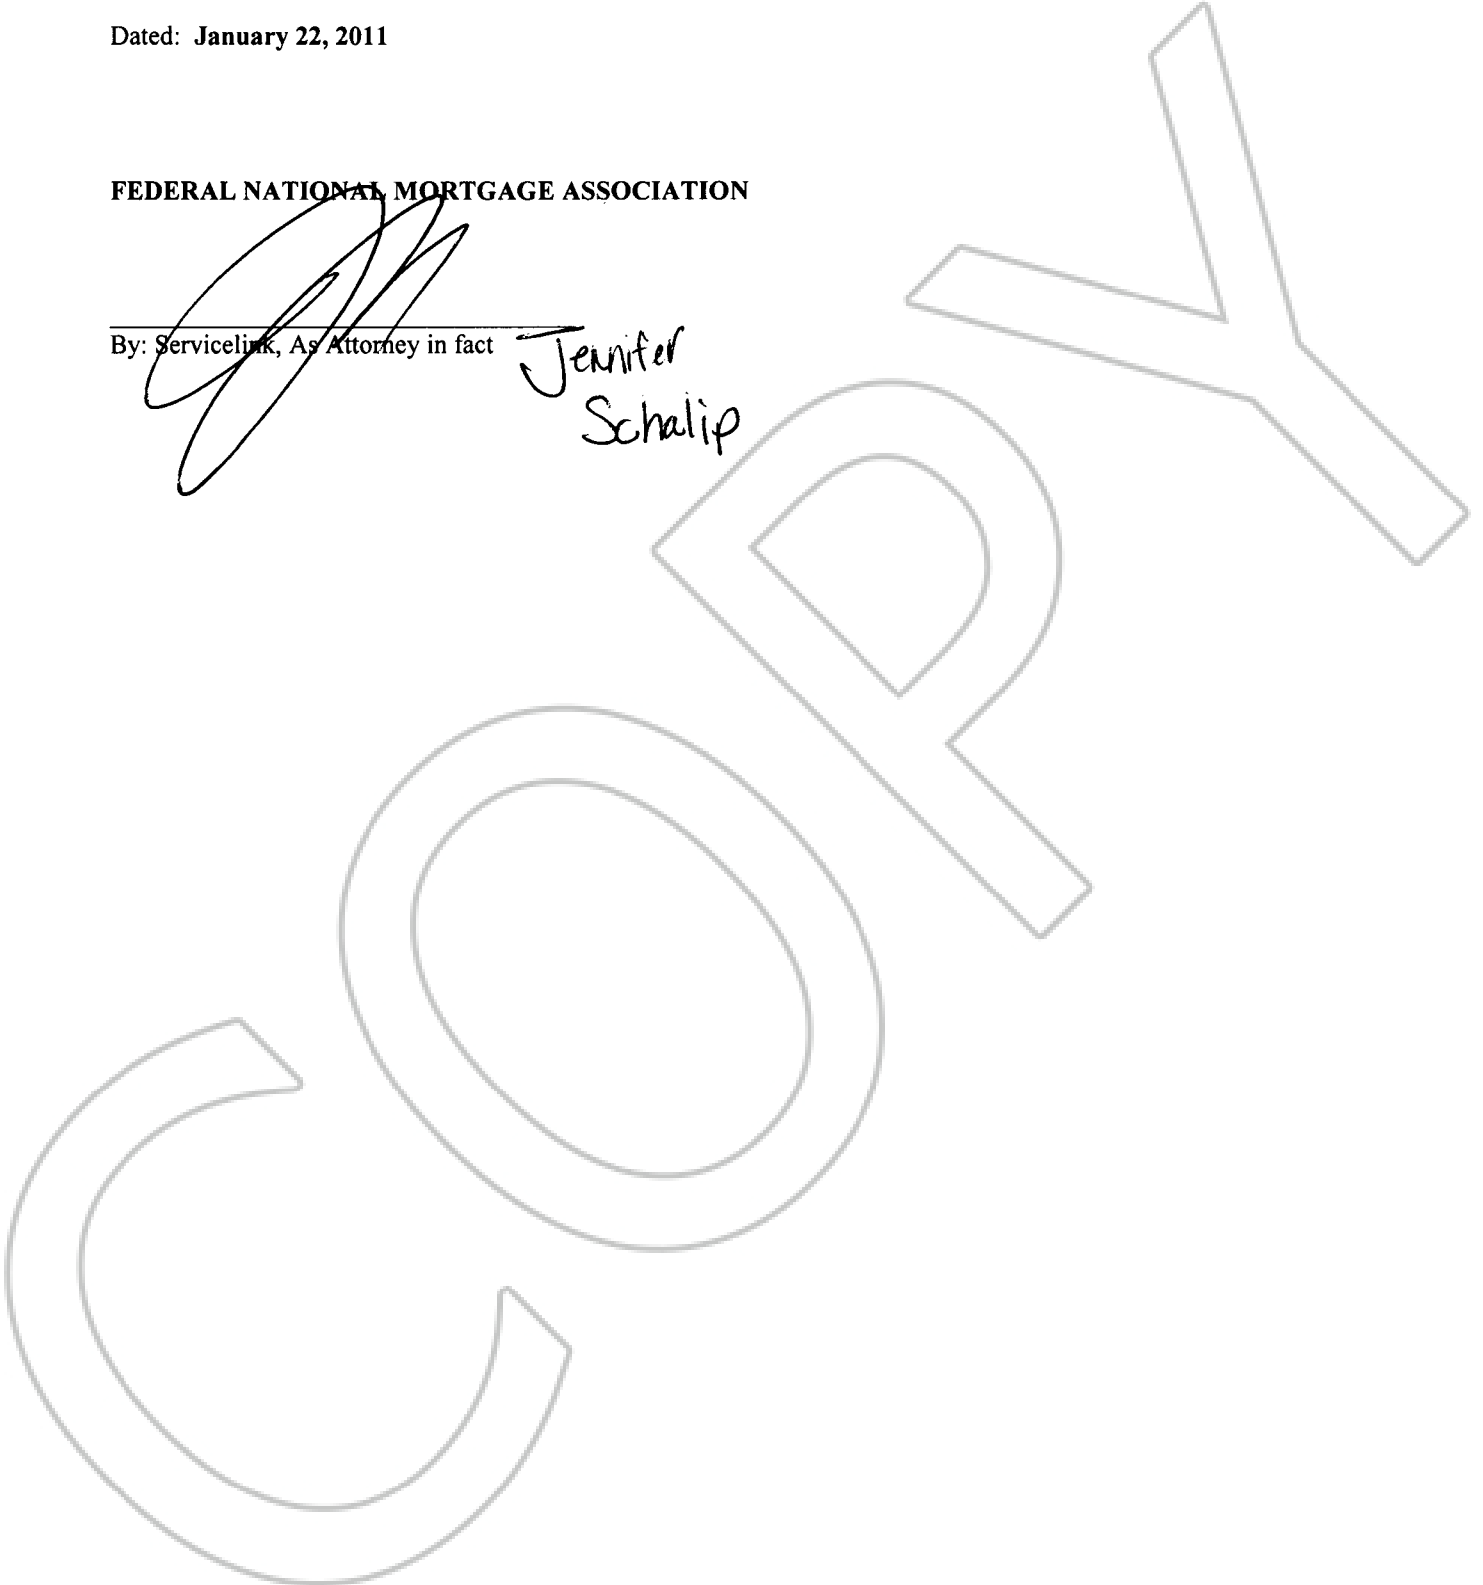 Dated: January 22, 2011
FEDERAL NATIONAL MORTGAGE ASSOCIATION
By: Servicelink, As Attorney in fact
Jennifer
Schalip
COPY